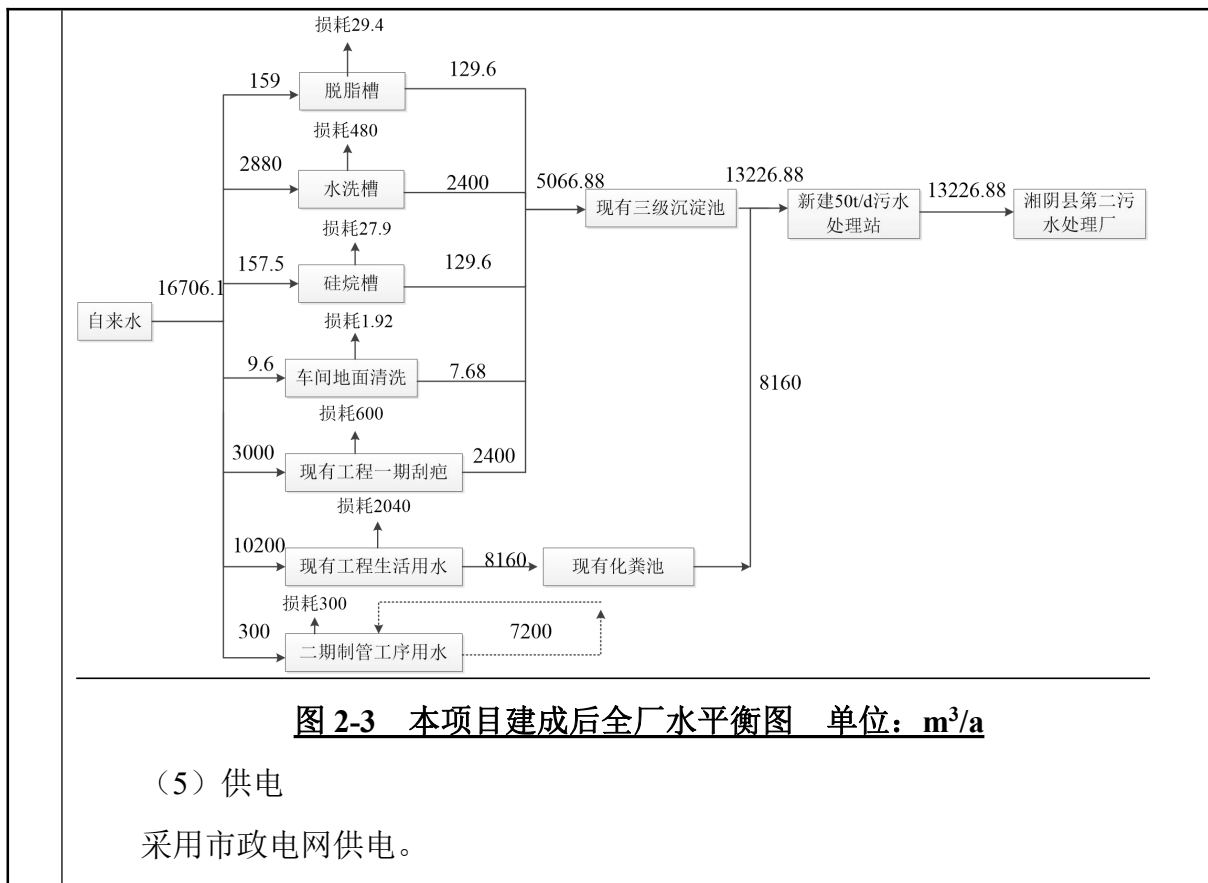 损耗29.4
159
脱脂槽
129.6
损耗480
2880
水洗槽
2400
5066.88
现有三级沉淀池
13226.88
新建50t/d污水
处理站
13226.88
湘阴县第二污
水处理厂
损耗27.9
157.5
硅烷槽
129.6
自来水
16706.1
损耗1.92
9.6
车间地面清洗
7.68
8160
损耗600
3000
现有工程一期刮疤
2400
损耗2040
10200
现有工程生活用水
8160
现有化粪池
损耗300
300
二期制管工序用水
7200
图 2-3 本项目建成后全厂水平衡图 单位：m³/a
（5）供电
采用市政电网供电。